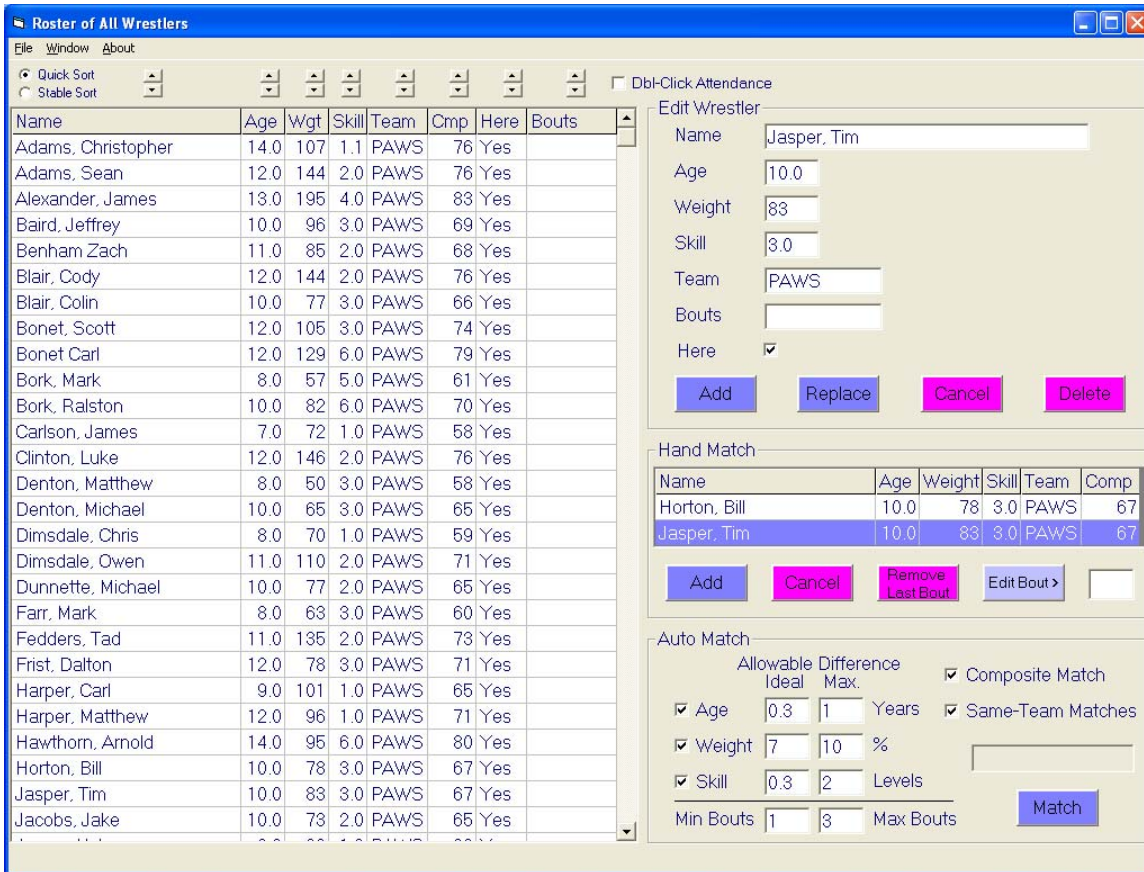 Roster of All Wrestlers
File Window About
Quick Sort
Stable Sort
Dbl-Click Attendance
Name Age Wgt Skill Team Cmp Here Bouts
Adams, Christopher 14.0 107 1.1 PAWS 76 Yes
Adams, Sean 12.0 144 2.0 PAWS 76 Yes
Alexander, James 13.0 195 4.0 PAWS 83 Yes
Baird, Jeffrey 10.0 96 3.0 PAWS 69 Yes
Benham Zach 11.0 85 2.0 PAWS 68 Yes
Blair, Cody 12.0 144 2.0 PAWS 76 Yes
Blair, Colin 10.0 77 3.0 PAWS 66 Yes
Bonet, Scott 12.0 105 3.0 PAWS 74 Yes
Bonet Carl 12.0 129 6.0 PAWS 79 Yes
Bork, Mark 8.0 57 5.0 PAWS 61 Yes
Bork, Ralston 10.0 82 6.0 PAWS 70 Yes
Carlson, James 7.0 72 1.0 PAWS 58 Yes
Clinton, Luke 12.0 146 2.0 PAWS 76 Yes
Denton, Matthew 8.0 50 3.0 PAWS 58 Yes
Denton, Michael 10.0 65 3.0 PAWS 65 Yes
Dimsdale, Chris 8.0 70 1.0 PAWS 59 Yes
Dimsdale, Owen 11.0 110 2.0 PAWS 71 Yes
Dunnette, Michael 10.0 77 2.0 PAWS 65 Yes
Farr, Mark 8.0 63 3.0 PAWS 60 Yes
Fedders, Tad 11.0 135 2.0 PAWS 73 Yes
Frist, Dalton 12.0 78 3.0 PAWS 71 Yes
Harper, Carl 9.0 101 1.0 PAWS 65 Yes
Harper, Matthew 12.0 96 1.0 PAWS 71 Yes
Hawthorn, Arnold 14.0 95 6.0 PAWS 80 Yes
Horton, Bill 10.0 78 3.0 PAWS 67 Yes
Jasper, Tim 10.0 83 3.0 PAWS 67 Yes
Jacobs, Jake 10.0 73 2.0 PAWS 65 Yes
Edit Wrestler
Name Jasper, Tim
Age 10.0
Weight 83
Skill 3.0
Team PAWS
Bouts
Here
Add Replace Cancel Delete
Hand Match
Name Age Weight Skill Team Comp
Horton, Bill 10.0 78 3.0 PAWS 67
Jasper, Tim 10.0 83 3.0 PAWS 67
Add Cancel Remove Last Bout Edit Bout >
Auto Match
Allowable Difference
Ideal Max.
Composite Match
Age 0.3 1 Years Same-Team Matches
Weight 7 10 %
Skill 0.3 2 Levels
Min Bouts 1 3 Max Bouts
Match